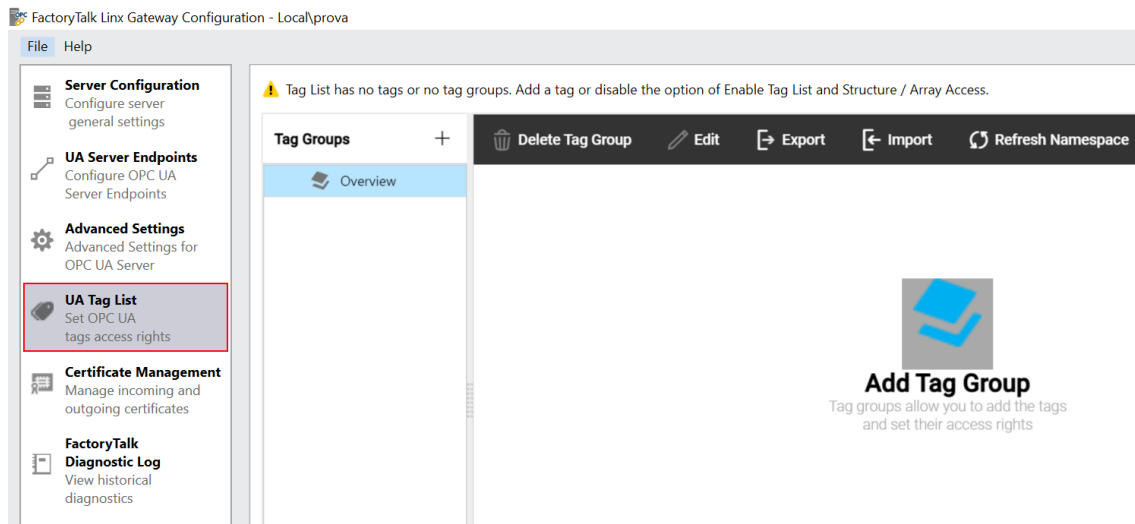 FactoryTalk Linx Gateway Configuration - Local\prova
File Help
Server Configuration
Configure server
general settings
UA Server Endpoints
Configure OPC UA
Server Endpoints
Advanced Settings
Advanced Settings for
OPC UA Server
UA Tag List
Set OPC UA
tags access rights
Certificate Management
Manage incoming and
outgoing certificates
FactoryTalk
Diagnostic Log
View historical
diagnostics
Tag List has no tags or no tag groups. Add a tag or disable the option of Enable Tag List and Structure / Array Access.
Tag Groups
Overview
Delete Tag Group Edit Export Import Refresh Namespace
Add Tag Group
Tag groups allow you to add the tags
and set their access rights